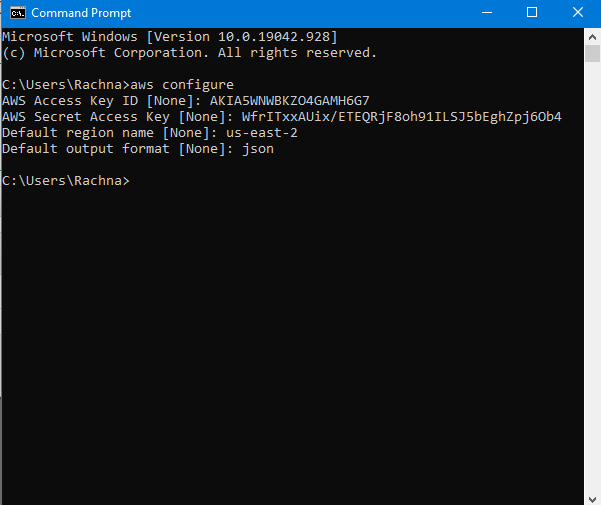 Command Prompt
Microsoft Windows [Version 10.0.19042.928]
(c) Microsoft Corporation. All rights reserved.
C:\Users\Rachna>aws configure
AWS Access Key ID [None]: AKIA5WNWBKZO4GAMH6G7
AWS Secret Access Key [None]: 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
Default region name [None]: us-east-2
Default output format [None]: json
C:\Users\Rachna>